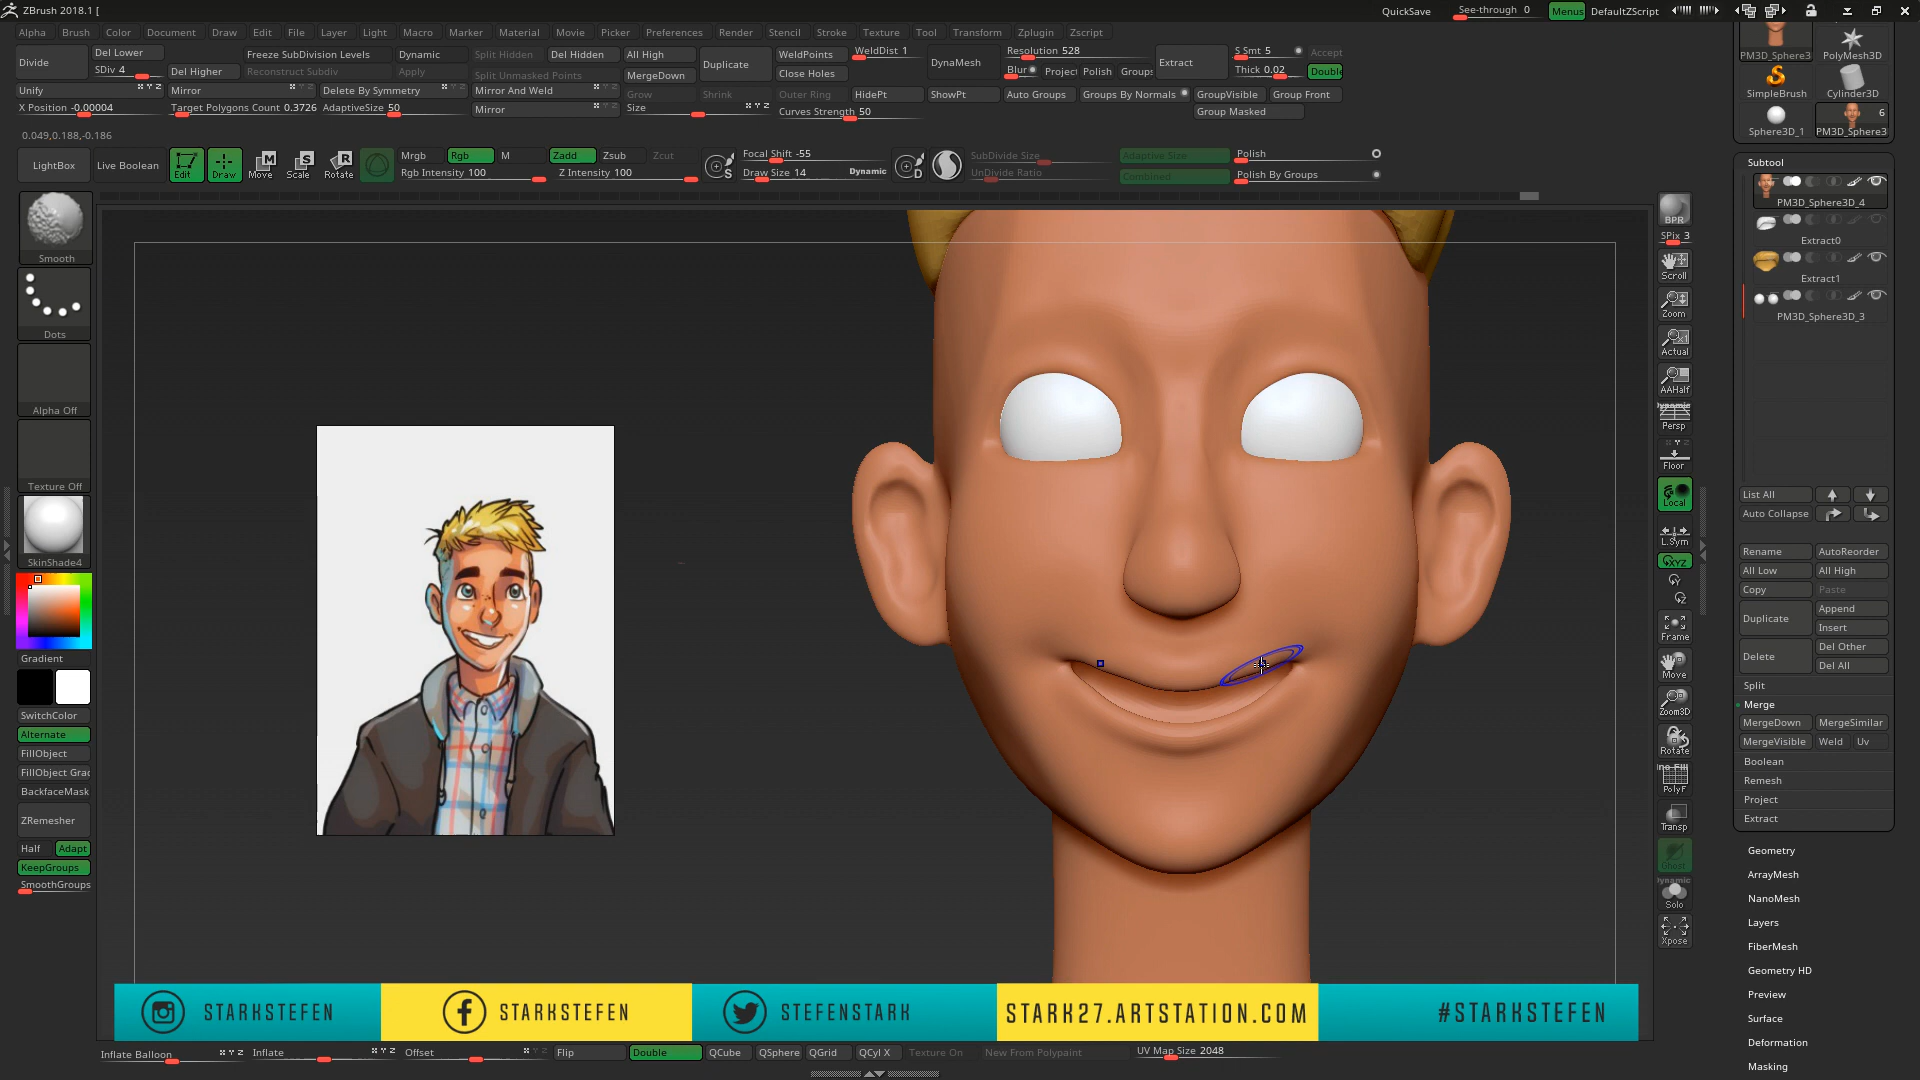 ZBrush 2018.1 [
QuickSave
See-through 0
Menus
DefaultZScript
Alpha Brush Color Document Draw Edit File Layer Light Macro Marker Material Movie Picker Preferences Render Stencil Stroke Texture Tool Transform Zplugin Zscript
Divide
Del Lower
SDiv 4
Del Higher
Freeze SubDivision Levels
Reconstruct Subdiv
Dynamic
Apply
Split Hidden
Del Hidden
Split Unmasked Points
All High
MergeDown
Duplicate
WeldPoints
WeldDist 1
Close Holes
DynaMesh
Resolution 528
Blur
Project
Polish
Groups
Extract
S Smt 5
Thick 0.02
Accept
Double
Unify
Mirror
Delete By Symmetry
Mirror And Weld
Grow
Shrink
Outer Ring
HidePt
ShowPt
Auto Groups
Groups By Normals
GroupVisible
Group Front
X Position -0.00004
Target Polygons Count 0.3726
AdaptiveSize 50
Mirror
Size
Curves Strength 50
Group Masked
0.049,0.188,-0.186
LightBox
Live Boolean
Edit
Draw
Move
Scale
Rotate
Mrgb
Rgb
M
Rgb Intensity 100
Zadd
Zsub
Zcut
Z Intensity 100
Focal Shift -55
Draw Size 14
Dynamic
SubDivide Size
UnDivide Ratio
Adaptive Size
Combined
Polish
Polish By Groups
Smooth
Dots
Alpha Off
Texture Off
SkinShade4
Gradient
SwitchColor
Alternate
FillObject
FillObject Grad
BackfaceMask
ZRemesher
Half Adapt
KeepGroups
SmoothGroups
BPR
SPix 3
Scroll
Zoom
Actual
AAHalf
Dynamic
Persp
Floor
Local
L.Sym
XYZ
Frame
Move
Zoom3D
Rotate
PolyF
Transp
Ghost
Dynamic
Solo
Xpose
PM3D_Sphere3
PolyMesh3D
SimpleBrush
Cylinder3D
Sphere3D_1
6
PM3D_Sphere3
Subtool
PM3D_Sphere3D_4
Extract0
Extract1
PM3D_Sphere3D_3
List All
Auto Collapse
Rename AutoReorder
All Low All High
Copy Paste
Duplicate
Append
Insert
Delete
Del Other
Del All
Split
Merge
MergeDown MergeSimilar
MergeVisible Weld Uv
Boolean
Remesh
Project
Extract
Geometry
ArrayMesh
NanoMesh
Layers
FiberMesh
Geometry HD
Preview
Surface
Deformation
Masking
STARKSTEFEN
STARKSTEFEN
STEFENSTARK
STARK27.ARTSTATION.COM
#STARKSTEFEN
Inflate Balloon
Inflate
Offset
Flip
Double
QCube
QSphere
QGrid
QCyl X
Texture On
New From Polypaint
UV Map Size 2048